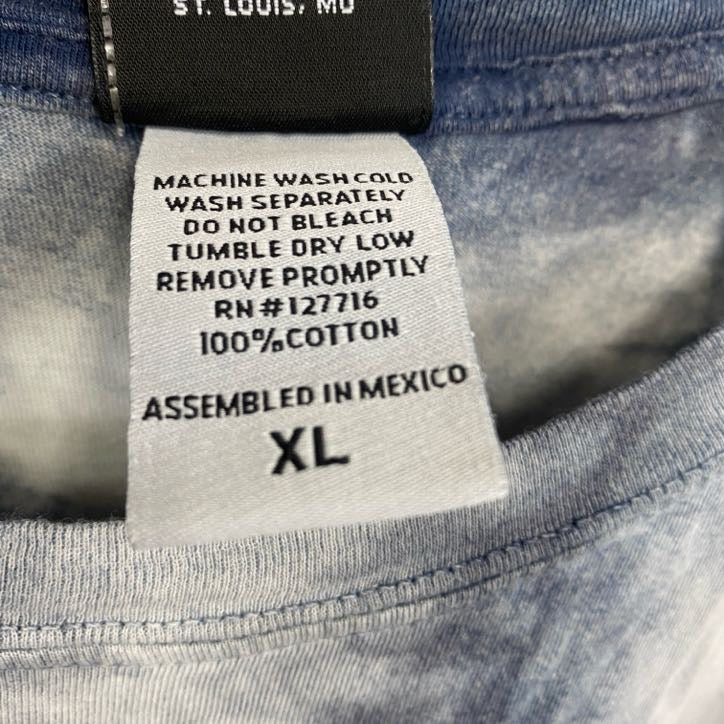 ST. LOUIS, MO
MACHINE WASH COLD
WASH SEPARATELY
DO NOT BLEACH
TUMBLE DRY LOW
REMOVE PROMPTLY
RN #127716
100% COTTON
ASSEMBLED IN MEXICO
XL